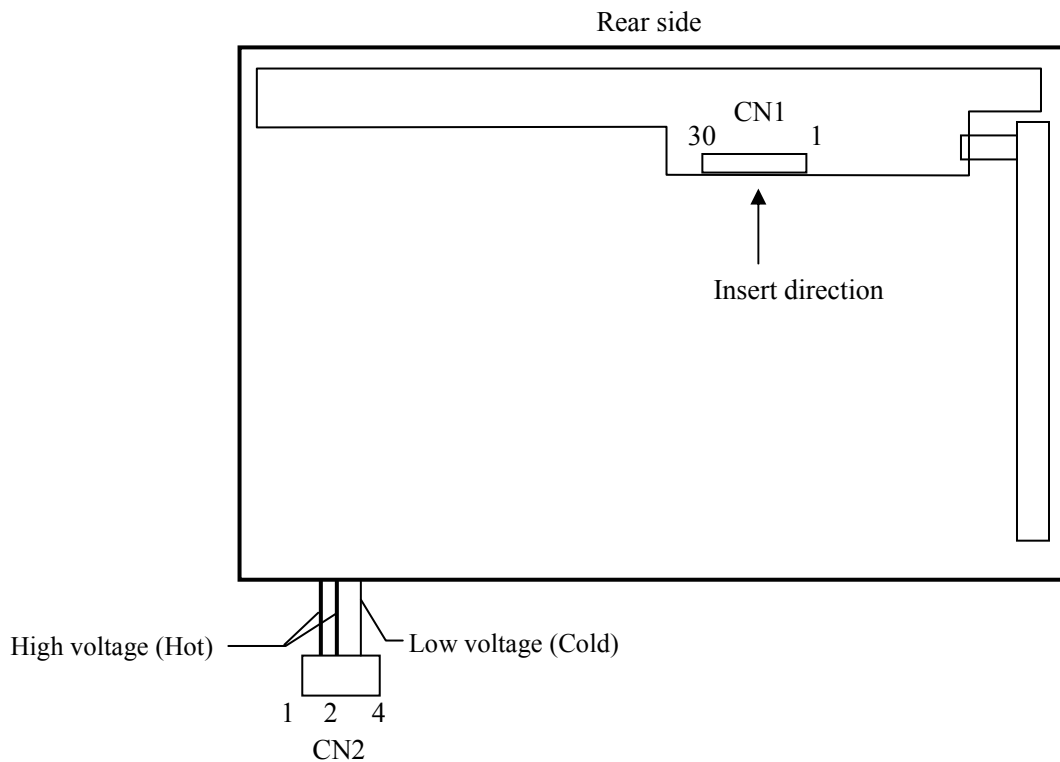 Rear side
CN1
30 1
Insert direction
High voltage (Hot)
Low voltage (Cold)
1 2 4
CN2